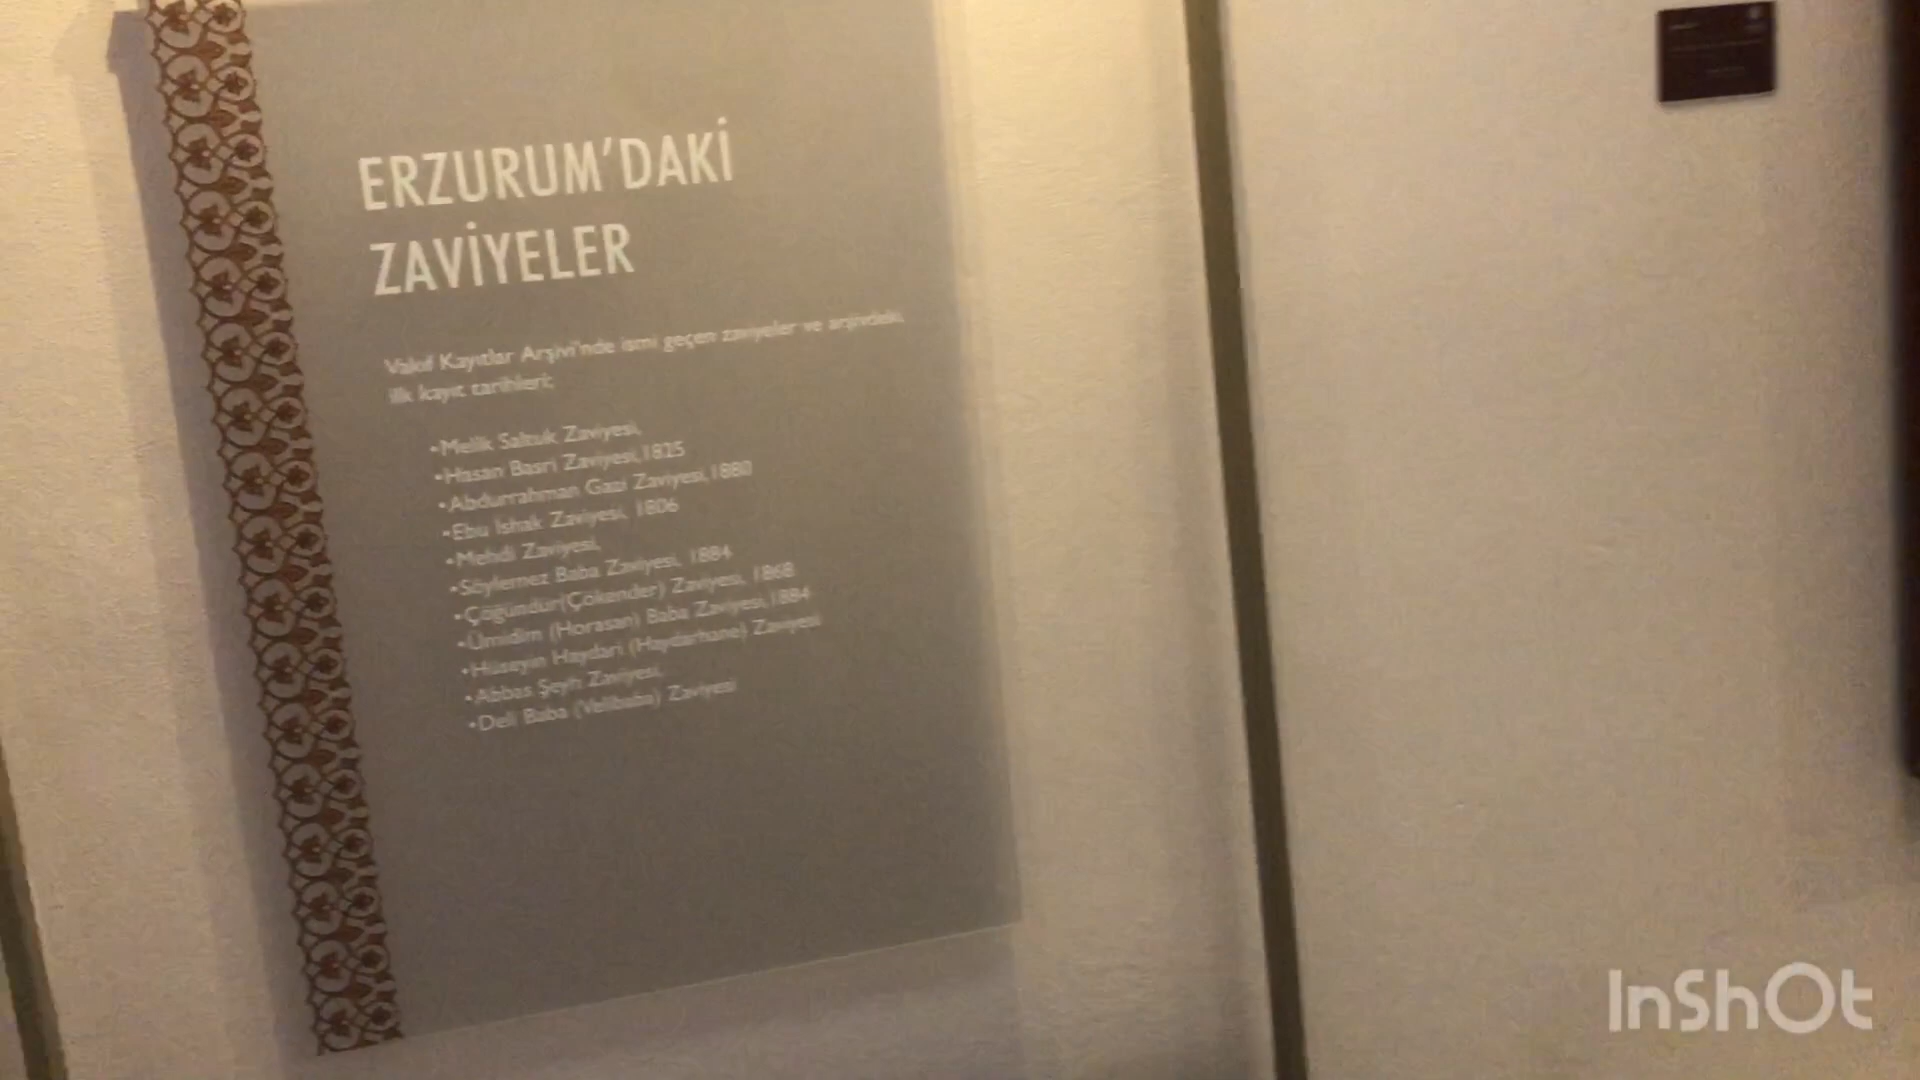 ERZURUM'DAKİ
ZAVİYELER
Vakıf Kayıtlar Arşivi'nde ismi geçen zaviyeler ve arşivdeki
ilk kayıt tarihleri;
•Melik Saltuk Zaviyesi,
•Hasan Basri Zaviyesi,1825
•Abdurrahman Gazi Zaviyesi,1880
•Ebu İshak Zaviyesi, 1806
•Mehdi Zaviyesi,
•Söylemez Baba Zaviyesi, 1884
•Çöğündür(Çökender) Zaviyesi, 1868
•Ümidim (Horasan) Baba Zaviyesi,1884
•Hüseyin Haydari (Haydarhane) Zaviyesi
•Abbas Şeyh Zaviyesi,
•Deli Baba (Velibaba) Zaviyesi
InShOt